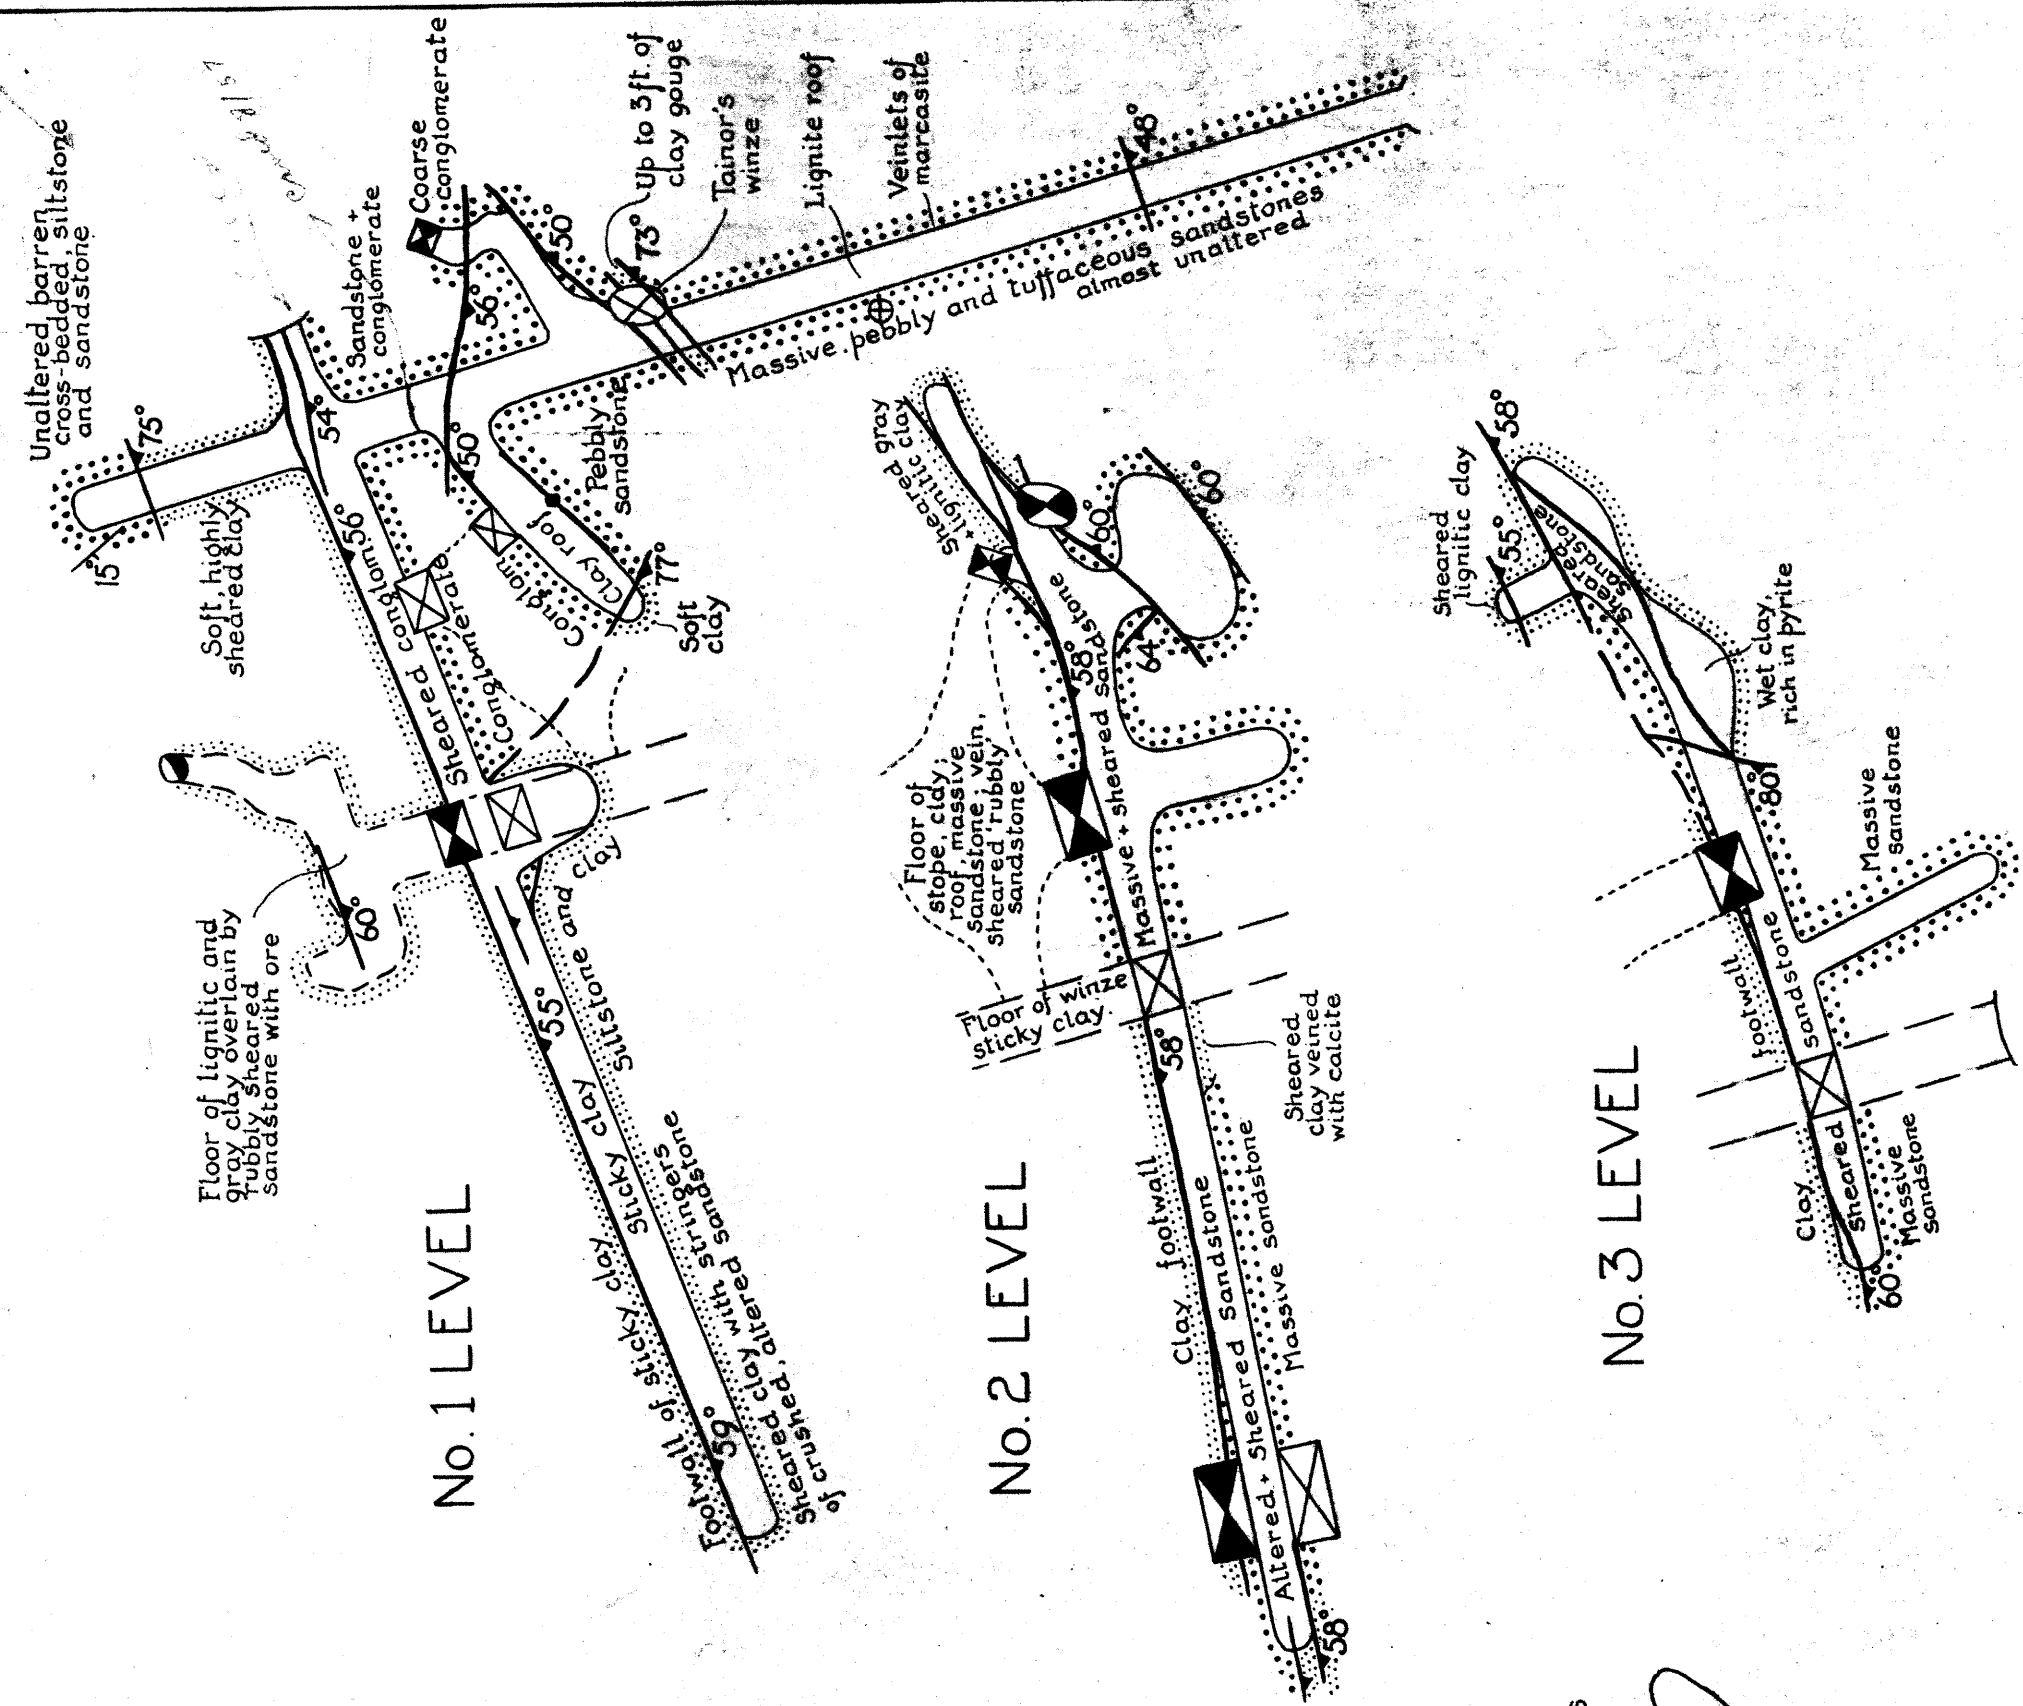 Unaltered barren
cross-bedded, siltstone
and sandstone
75°
15°
Soft, highly
sheared clay
54°
56°
Sandstone +
conglomerate
Coarse
conglomerate
56°
50°
50°
73°
Up to 3ft. of
clay gouge
Tainor's
winze
Lignite roof
Veinlets of
marcasite
48°
Massive pebbly and tuffaceous sandstones
almost unaltered
Pebbly
sandstone
Clay roof
Conglom.
77°
Soft
clay
Sheared conglom.
Conglomerate
Floor of lignitic and
gray clay overlain by
rubbly sheared
sandstone with ore
60°
55°
Siltstone and clay
Sticky clay
Sticky clay Siltstone
Footwall of sticky clay
59°
Sheared clay with stringers
of crushed, altered sandstone
No. 1 LEVEL
Sheared gray
+ lignitic clay
60°
60°
64°
58°
Massive + sheared sandstone
Floor of
stope, clay;
roof, massive
sandstone; vein,
sheared rubbly,
sandstone
Floor of winze
sticky clay
58°
Sheared
clay veined
with calcite
Clay footwall
Altered + Sheared Sandstone
Massive sandstone
58°
No. 2 LEVEL
Sheared
lignitic clay
58°
55°
Sheared
sandstone
Sheared
Wet clay
rich in pyrite
80°
Massive
sandstone
Clay footwall
Sheared sandstone
Massive
sandstone
60°
No. 3 LEVEL